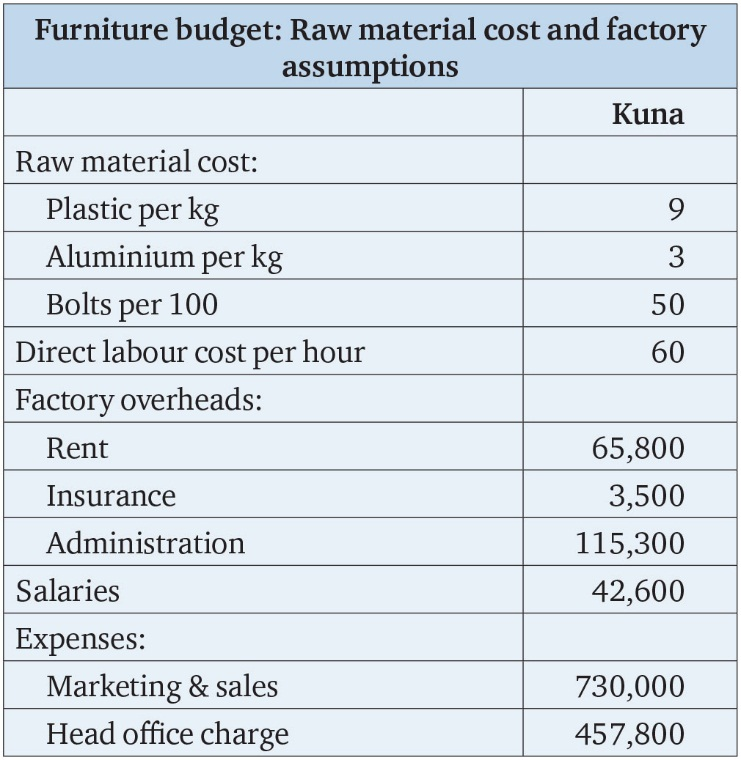 Furniture budget: Raw material cost and factory
assumptions
Kuna
Raw material cost:
Plastic per kg 9
Aluminium per kg 3
Bolts per 100 50
Direct labour cost per hour 60
Factory overheads:
Rent 65,800
Insurance 3,500
Administration 115,300
Salaries 42,600
Expenses:
Marketing & sales 730,000
Head office charge 457,800